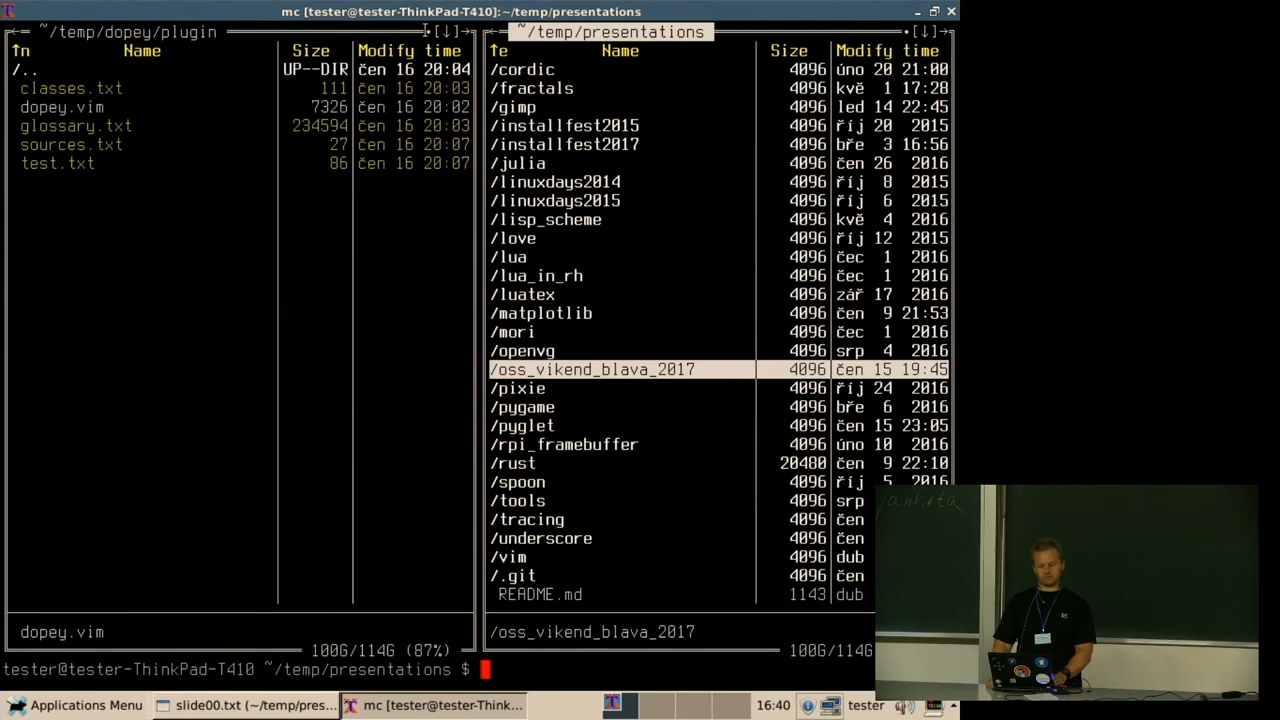 mc [tester@tester-ThinkPad-T410]:~/temp/presentations
~/temp/dopey/plugin
•[↓]→
~/temp/presentations
•[↓]→
↑n Name Size Modify time
/.. UP--DIR čen 16 20:04
classes.txt 111 čen 16 20:03
dopey.vim 7326 čen 16 20:02
glossary.txt 234594 čen 16 20:03
sources.txt 27 čen 16 20:07
test.txt 86 čen 16 20:07
dopey.vim
100G/114G (87%)
↑e Name Size Modify time
/cordic 4096 úno 20 21:00
/fractals 4096 kvě 1 17:28
/gimp 4096 led 14 22:45
/installfest2015 4096 říj 20 2015
/installfest2017 4096 bře 3 16:56
/julia 4096 čen 26 2016
/linuxdays2014 4096 říj 8 2015
/linuxdays2015 4096 říj 6 2015
/lisp_scheme 4096 kvě 4 2016
/love 4096 říj 12 2015
/lua 4096 čec 1 2016
/lua_in_rh 4096 čec 1 2016
/luatex 4096 zář 17 2016
/matplotlib 4096 čen 9 21:53
/mori 4096 čec 1 2016
/openvg 4096 srp 4 2016
/oss_vikend_blava_2017 4096 čen 15 19:45
/pixie 4096 říj 24 2016
/pygame 4096 bře 6 2016
/pyglet 4096 čen 15 23:05
/rpi_framebuffer 4096 úno 10 2016
/rust 20480 čen 9 22:10
/spoon 4096 říj 5 2016
/tools 4096 srp
/tracing 4096 čen
/underscore 4096 čen
/vim 4096 dub
/.git 4096 čen
README.md 1143 dub
/oss_vikend_blava_2017
100G/114G
tester@tester-ThinkPad-T410 ~/temp/presentations $
Applications Menu
slide00.txt (~/temp/pres...
mc [tester@tester-Think...
16:40
tester
anketa